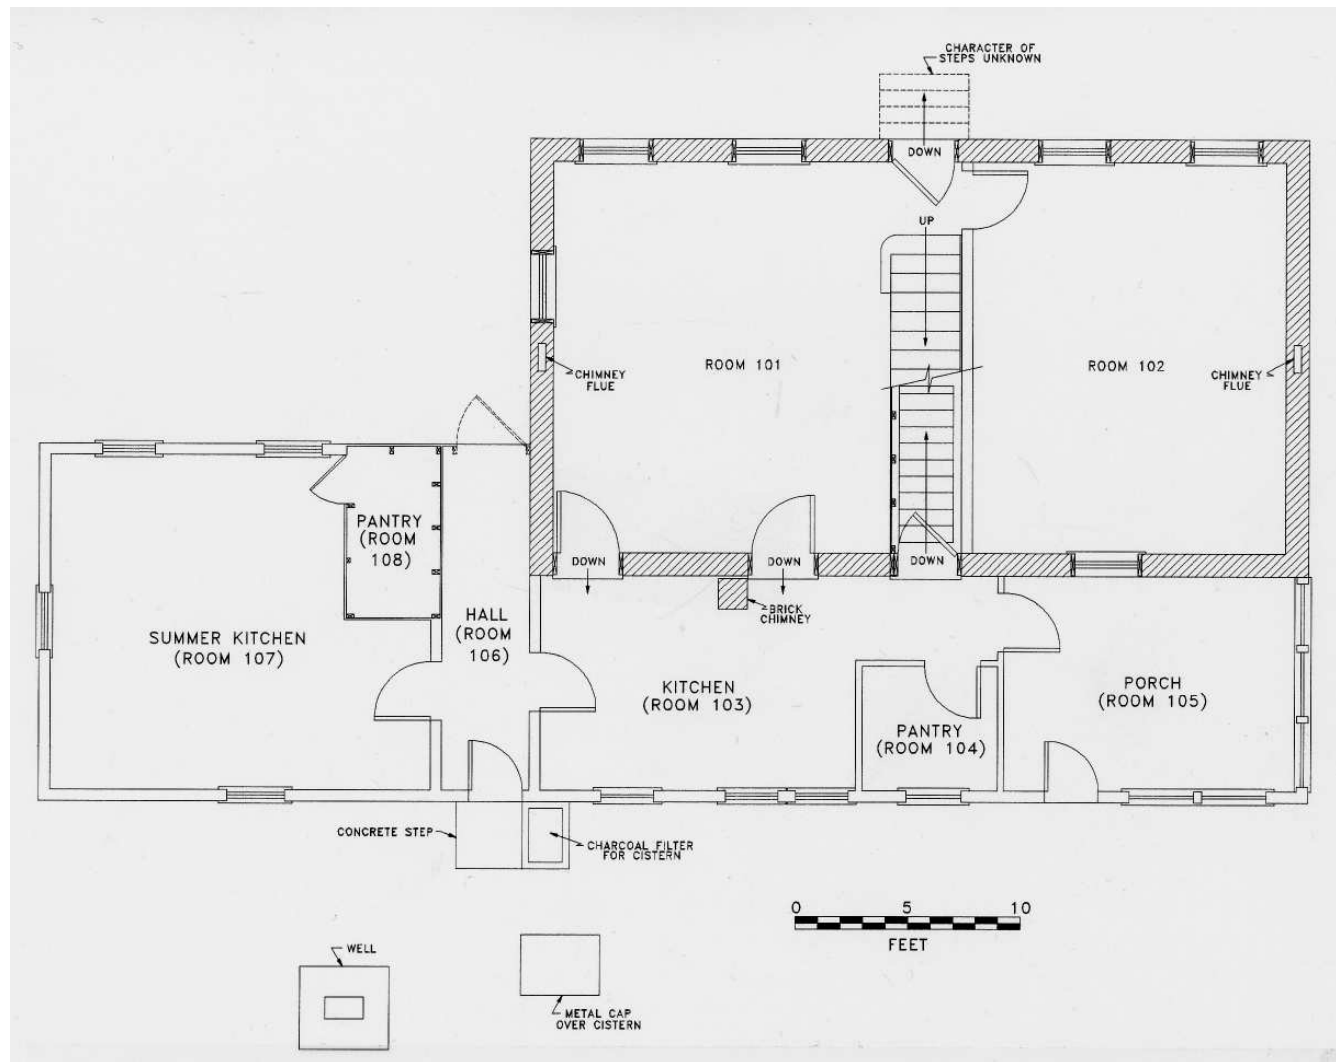 CHARACTER OF
STEPS UNKNOWN
DOWN
UP
ROOM 101
ROOM 102
CHIMNEY
FLUE
CHIMNEY
FLUE
PANTRY
(ROOM
108)
DOWN
DOWN
DOWN
BRICK
CHIMNEY
HALL
(ROOM
106)
SUMMER KITCHEN
(ROOM 107)
KITCHEN
(ROOM 103)
PANTRY
(ROOM 104)
PORCH
(ROOM 105)
CONCRETE STEP
CHARCOAL FILTER
FOR CISTERN
0 5 10
FEET
WELL
METAL CAP
OVER CISTERN